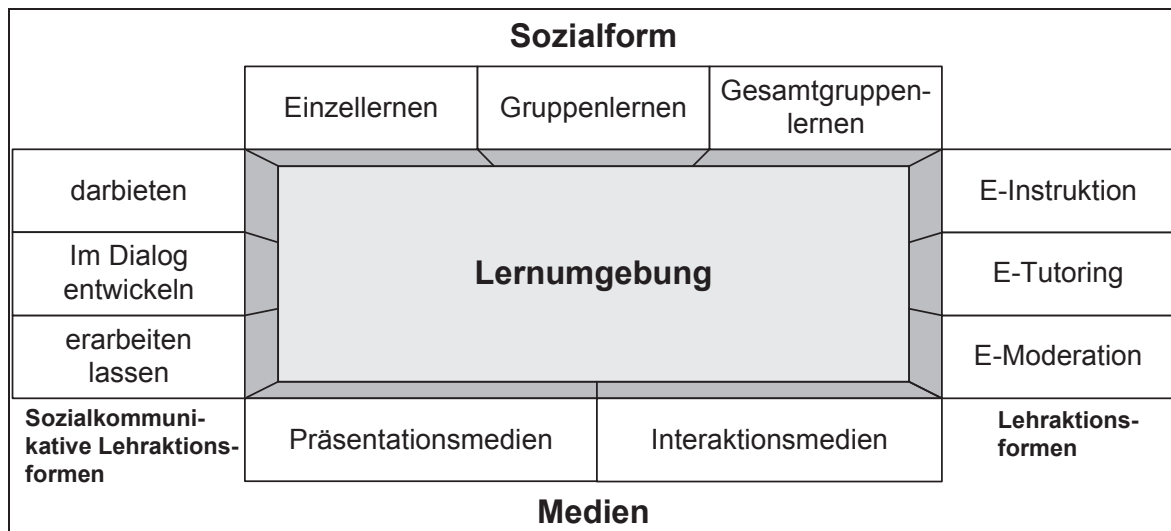 Sozialform
Einzellernen
Gruppenlernen
Gesamtgruppen-
lernen
darbieten
Im Dialog
entwickeln
erarbeiten
lassen
Lernumgebung
E-Instruktion
E-Tutoring
E-Moderation
Sozialkommuni-
kative Lehraktions-
formen
Präsentationsmedien
Interaktionsmedien
Lehraktions-
formen
Medien